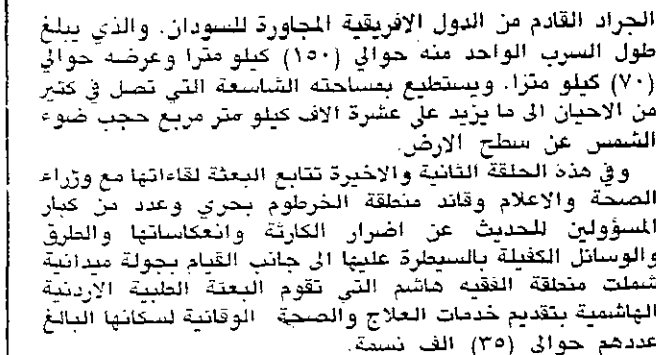 الجراد القادم من الدول الافريقية المجاورة للسودان. والذي يبلغ
طول السرب الواحد منه حوالي (١٥٠) كيلو مترا وعرضه حوالي
(٧٠) كيلو مترا. ويستطيع بمساحته الشاسعة التي تصل في كثير
من الاحيان الى ما يزيد على عشرة الاف كيلو متر مربع حجب ضوء
الشمس عن سطح الارض.
وفي هذه الحلقة الثانية والاخيرة تتابع البعثة لقاءاتها مع وزراء
الصحة والاعلام وقائد منطقة الخرطوم بحري وعدد من كبار
المسؤولين للحديث عن اضرار الكارثة وانعكاساتها والطرق
والوسائل الكفيلة بالسيطرة عليها الى جانب القيام بجولة ميدانية
شملت منطقة الفقيه هاشم التي تقوم البعثة الطبية الاردنية
الهاشمية بتقديم خدمات العلاج والصحة الوقائية لسكانها البالغ
عددهم حوالي (٣٥) الف نسمة.